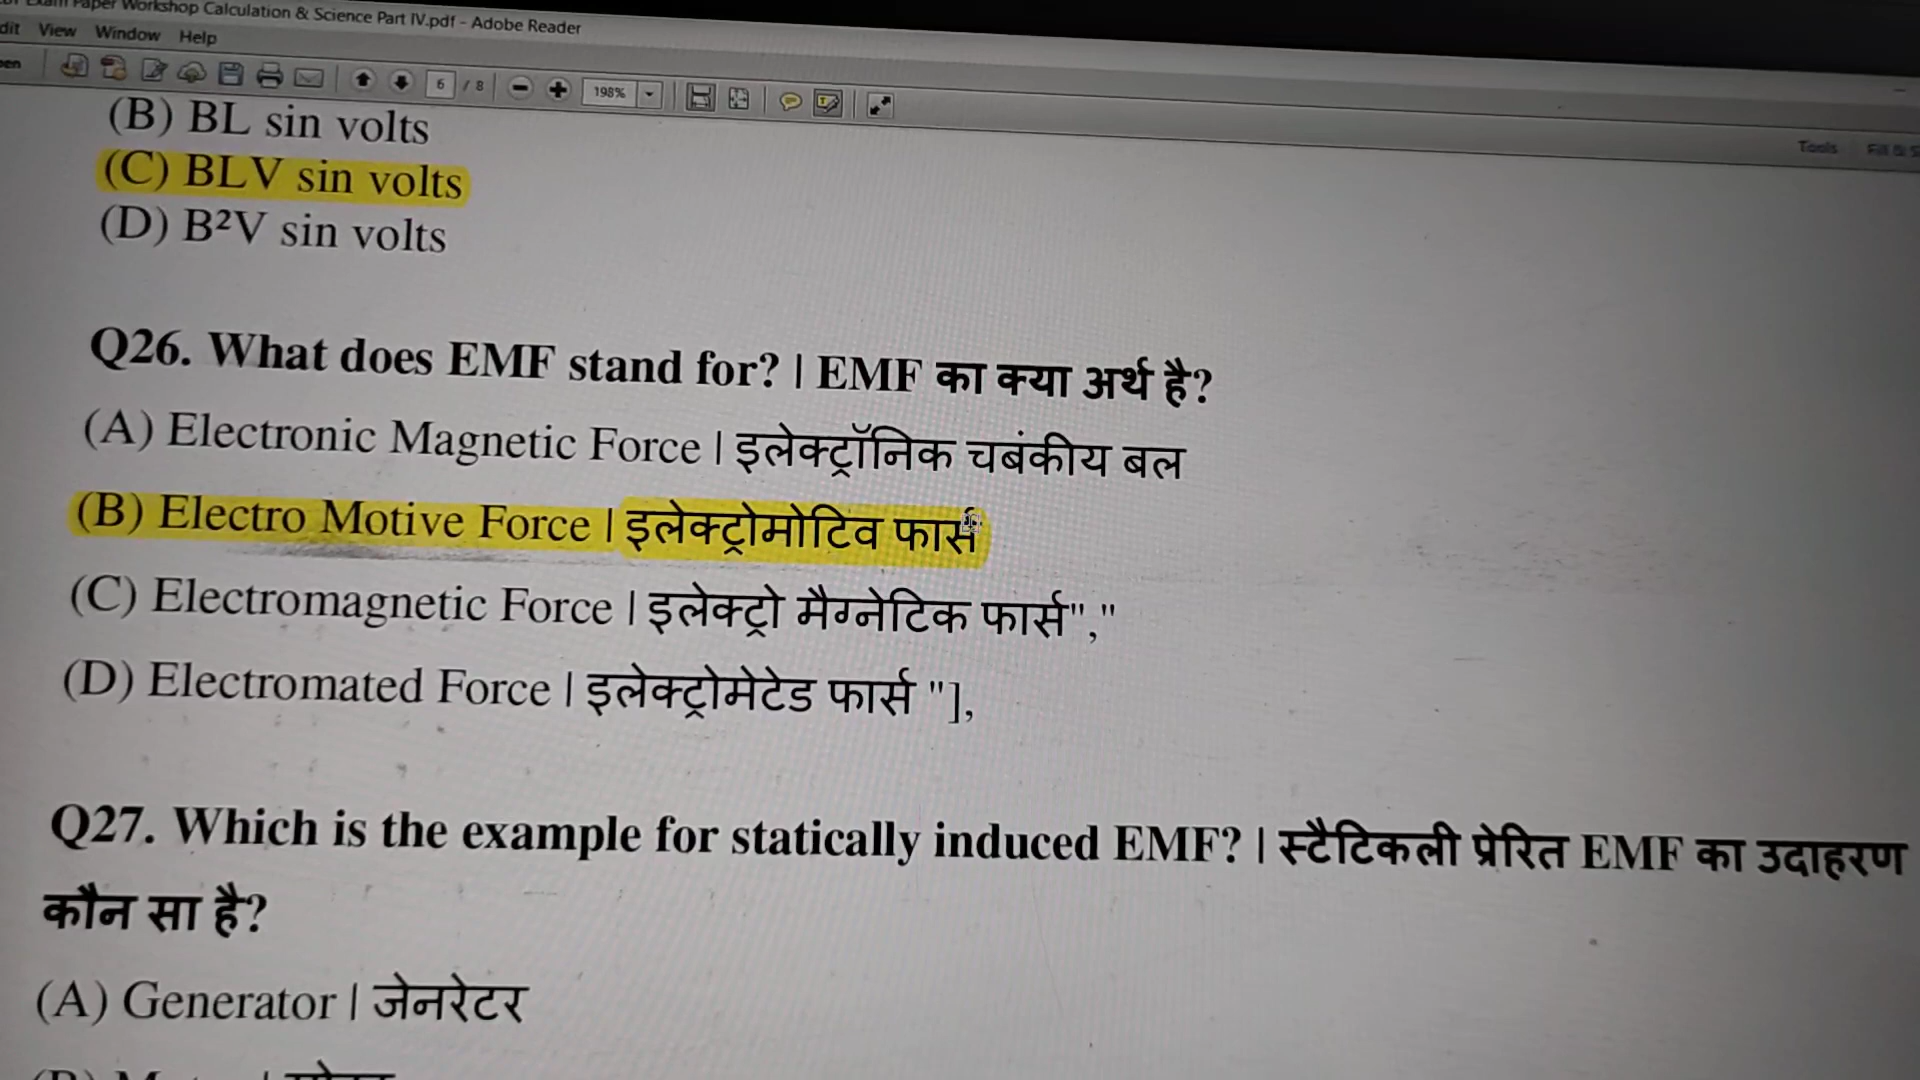 Exam Paper Workshop Calculation & Science Part IV.pdf - Adobe Reader
dit View Window Help
6 / 8 198%
Tools
(B) BL sin volts
(C) BLV sin volts
(D) B²V sin volts
Q26. What does EMF stand for? | EMF का क्या अर्थ है?
(A) Electronic Magnetic Force | इलेक्ट्रॉनिक चबंकीय बल
(B) Electro Motive Force | इलेक्ट्रोमोटिव फार्स
(C) Electromagnetic Force | इलेक्ट्रो मैग्नेटिक फार्स","
(D) Electromated Force | इलेक्ट्रोमेटेड फार्स "],
Q27. Which is the example for statically induced EMF? | स्टैटिकली प्रेरित EMF का उदाहरण
कौन सा है?
(A) Generator | जेनरेटर